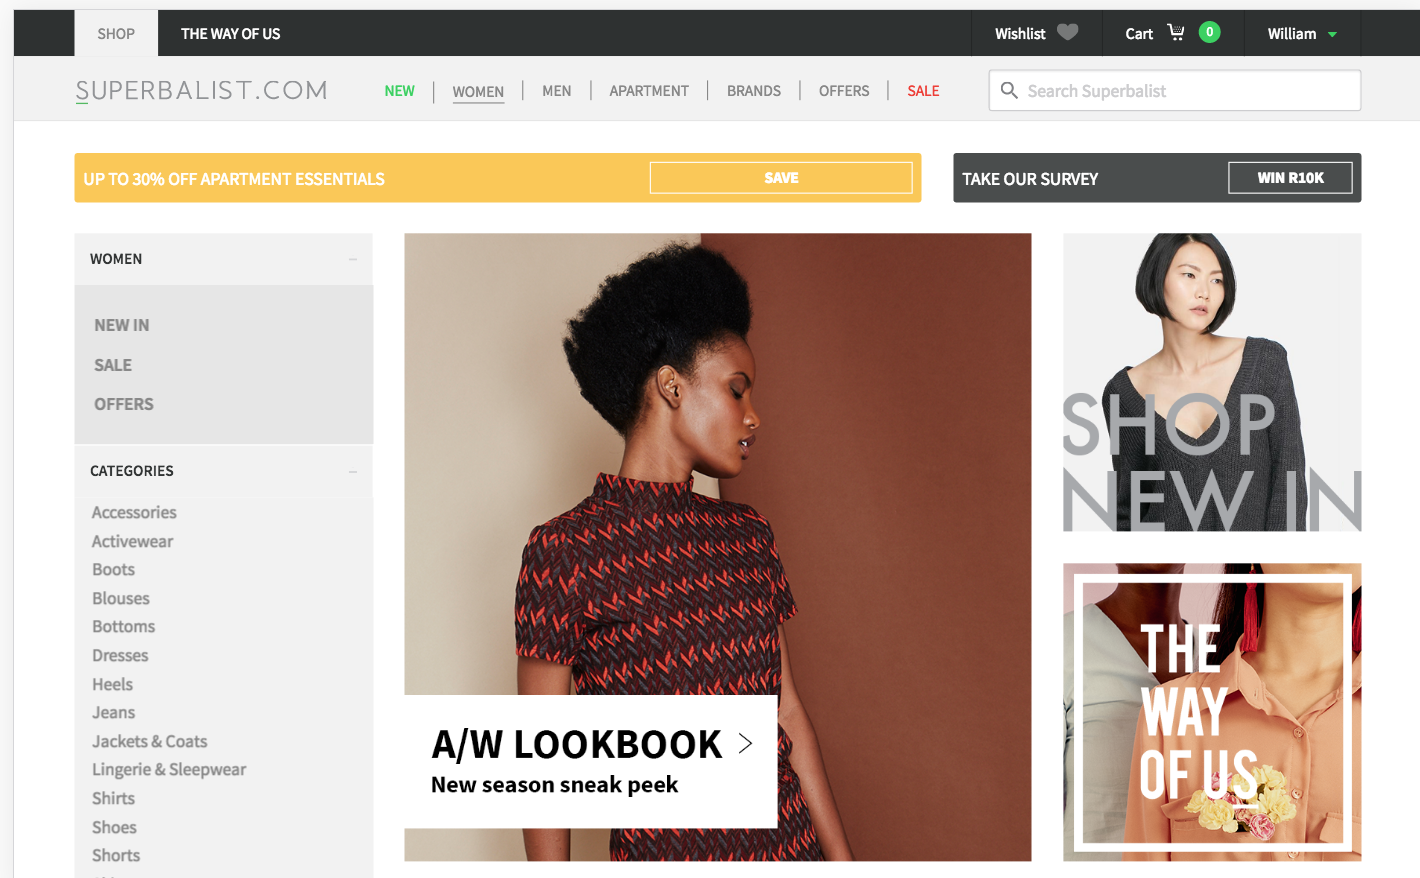 SHOP
THE WAY OF US
Wishlist
Cart
0
William
SUPERBALIST.COM
NEW
WOMEN
MEN
APARTMENT
BRANDS
OFFERS
SALE
Search Superbalist
UP TO 30% OFF APARTMENT ESSENTIALS
SAVE
TAKE OUR SURVEY
WIN R10K
WOMEN
NEW IN
SALE
OFFERS
CATEGORIES
Accessories
Activewear
Boots
Blouses
Bottoms
Dresses
Heels
Jeans
Jackets & Coats
Lingerie & Sleepwear
Shirts
Shoes
Shorts
A/W LOOKBOOK
New season sneak peek
SHOP
NEW IN
THE
WAY
OF US